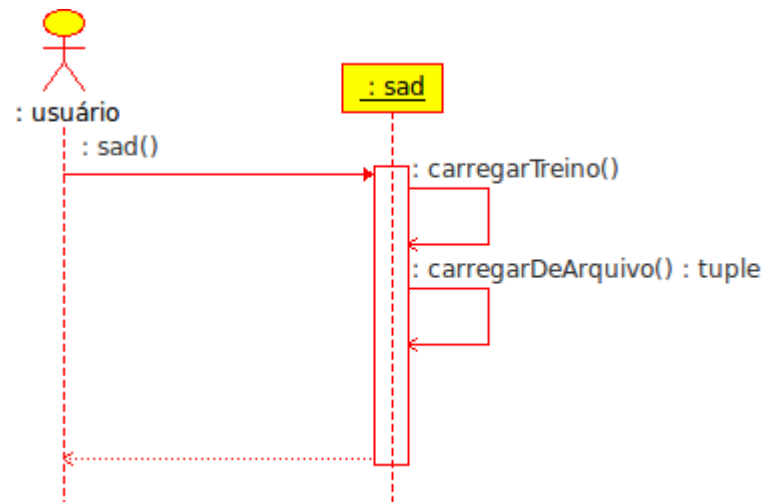 : usuário
: sad
: sad()
: carregarTreino()
: carregarDeArquivo() : tuple